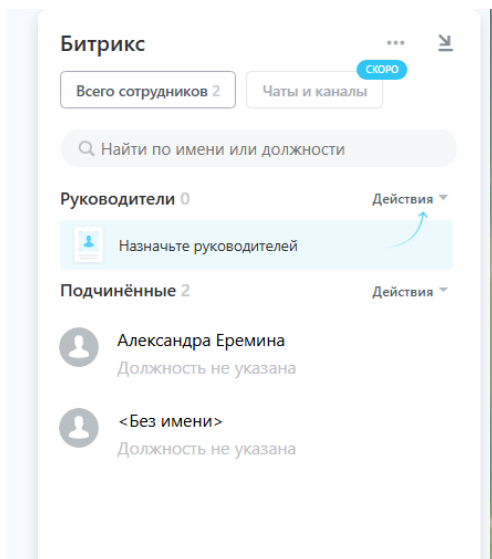 Битрикс
СКОРО
Всего сотрудников 2
Чаты и каналы
Найти по имени или должности
Руководители 0
Действия
Назначьте руководителей
Подчинённые 2
Действия
Александра Еремина
Должность не указана
<Без имени>
Должность не указана